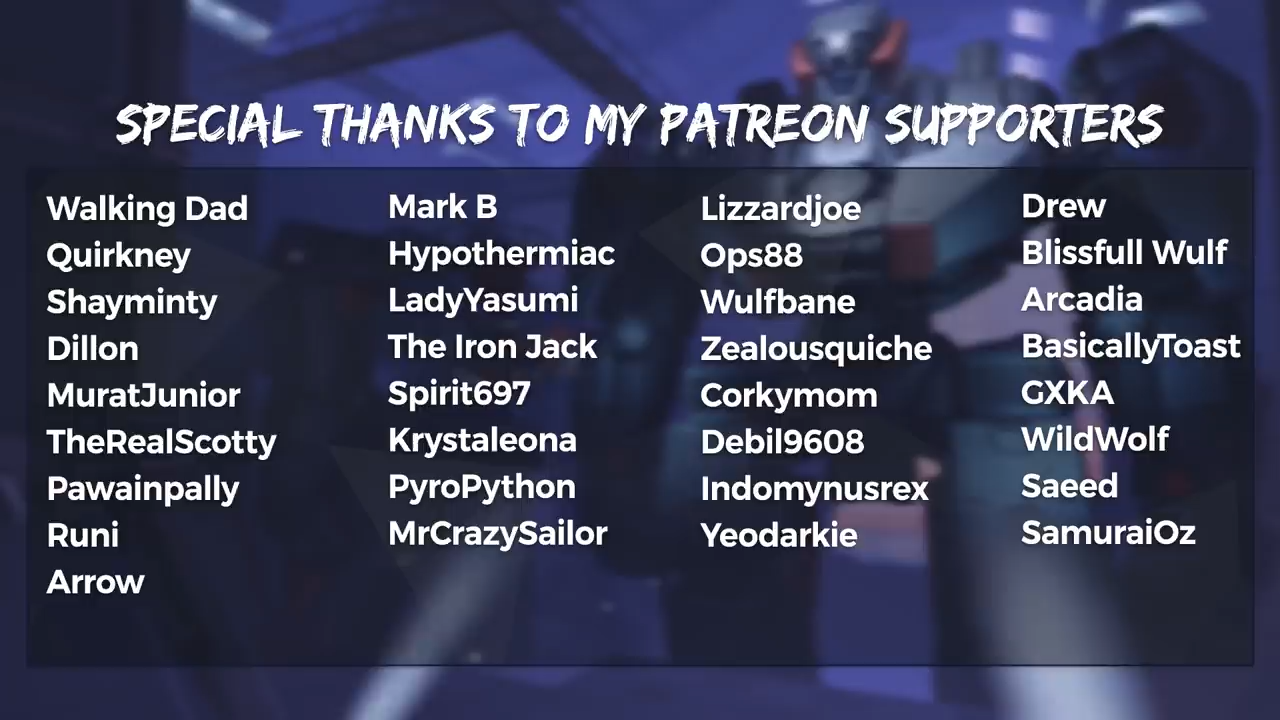 SPECIAL THANKS TO MY PATREON SUPPORTERS
Walking Dad
Quirkney
Shayminty
Dillon
MuratJunior
TheRealScotty
Pawainpally
Runi
Arrow
Mark B
Hypothermiac
LadyYasumi
The Iron Jack
Spirit697
Krystaleona
PyroPython
MrCrazySailor
Lizzardjoe
Ops88
Wulfbane
Zealousquiche
Corkymom
Debil9608
Indomynusrex
Yeodarkie
Drew
Blissfull Wulf
Arcadia
BasicallyToast
GXKA
WildWolf
Saeed
SamuraiOz